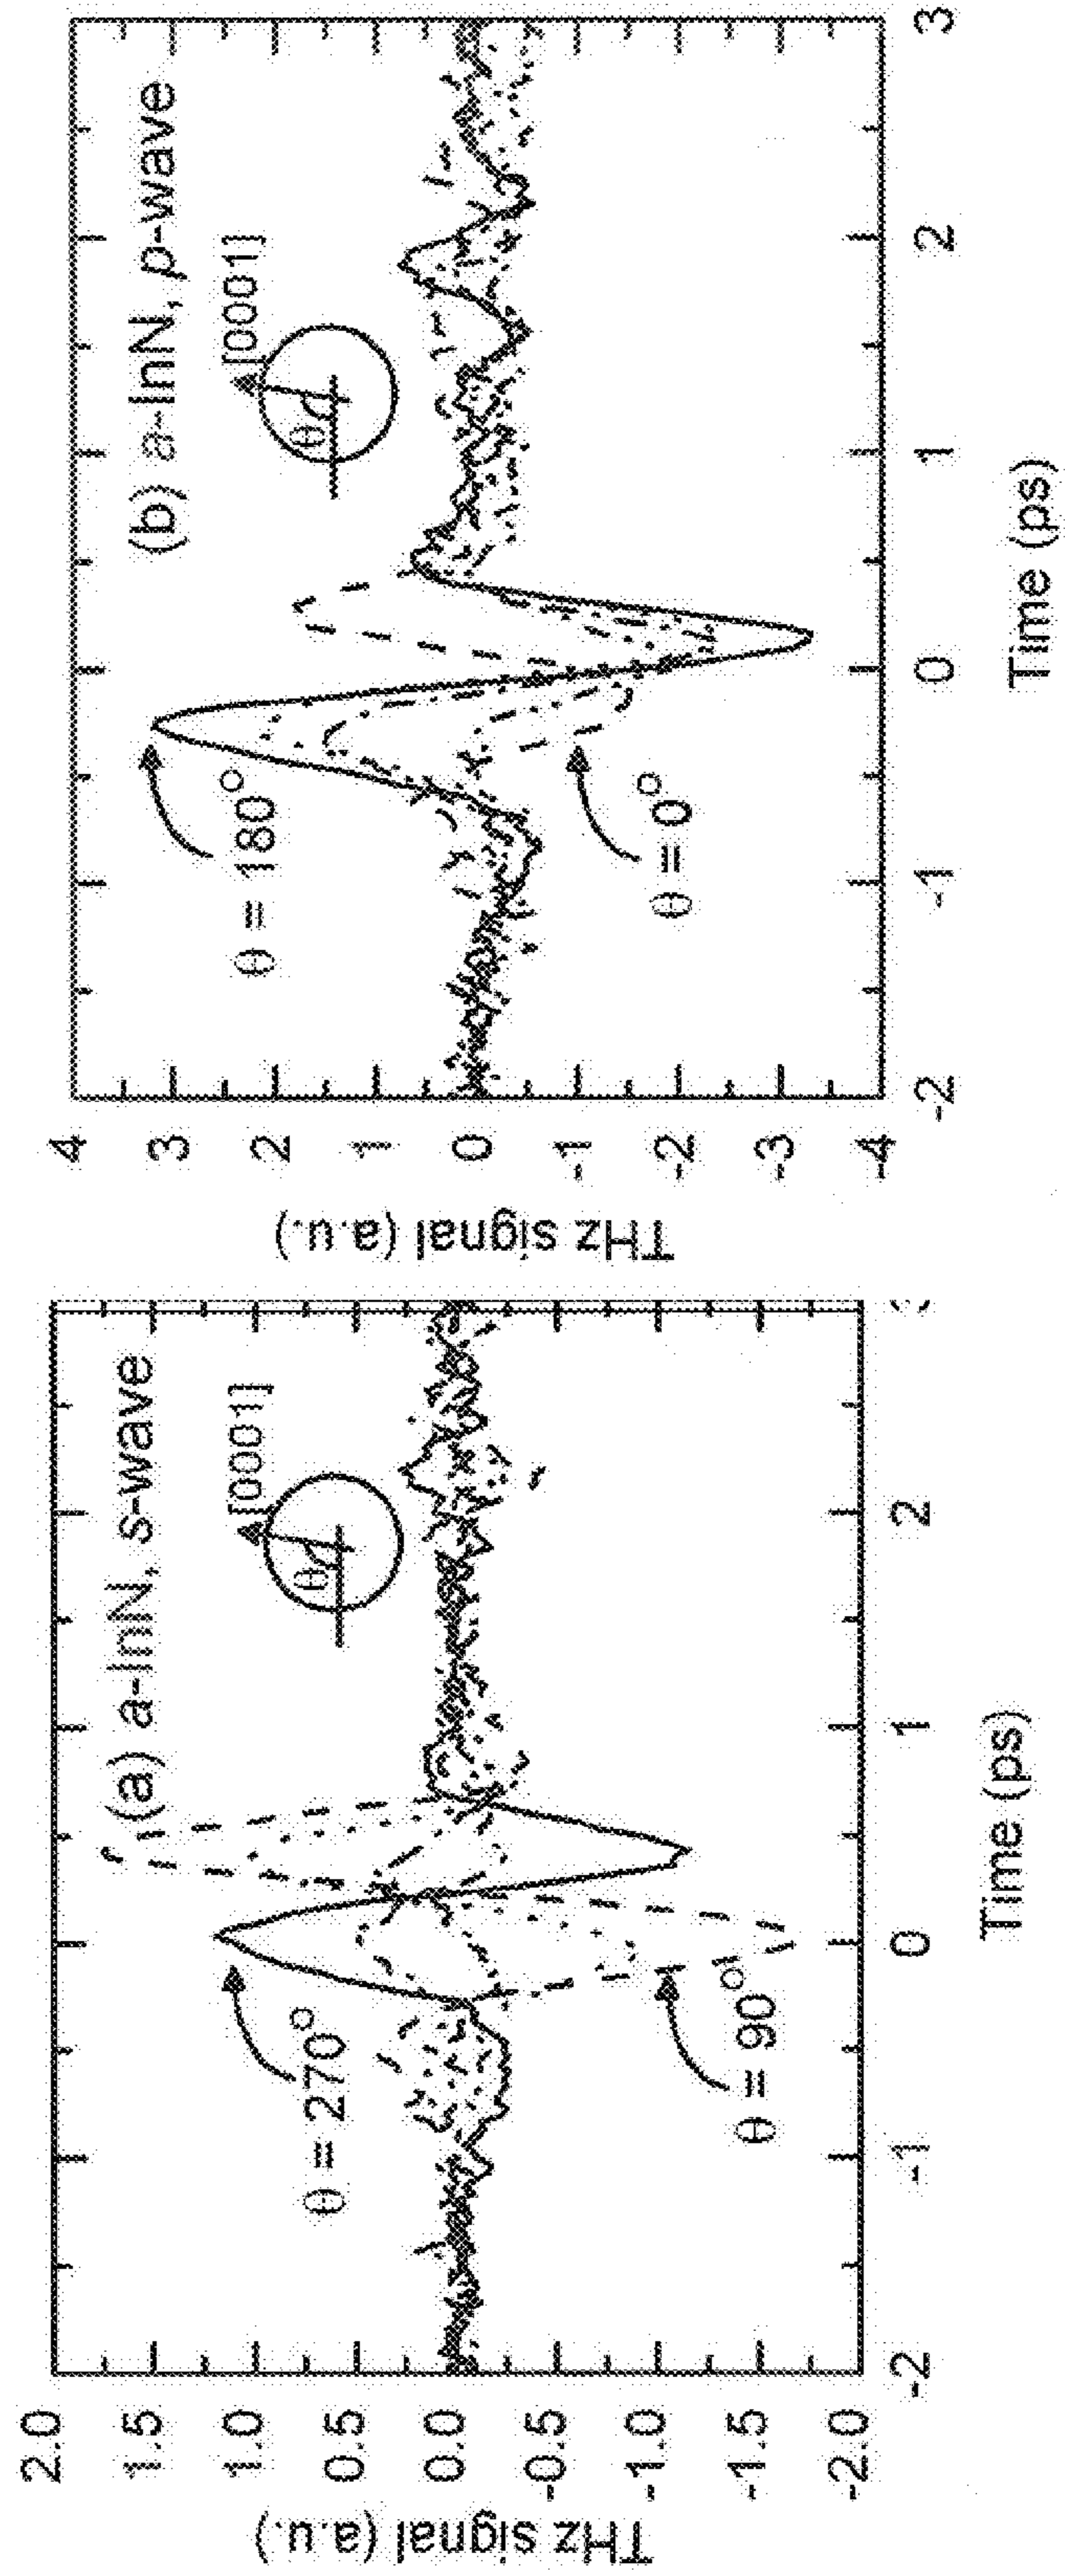 (a) a-InN, s-wave
[0001]
θ
θ = 270°
θ = 90°
2.0
1.5
1.0
0.5
0.0
-0.5
-1.0
-1.5
-2.0
THz signal (a.u.)
-2
-1
0
1
2
Time (ps)
(b) a-InN, p-wave
[0001]
θ
θ = 180°
θ = 0°
4
3
2
1
0
-1
-2
-3
-4
THz signal (a.u.)
-2
-1
0
1
2
3
Time (ps)